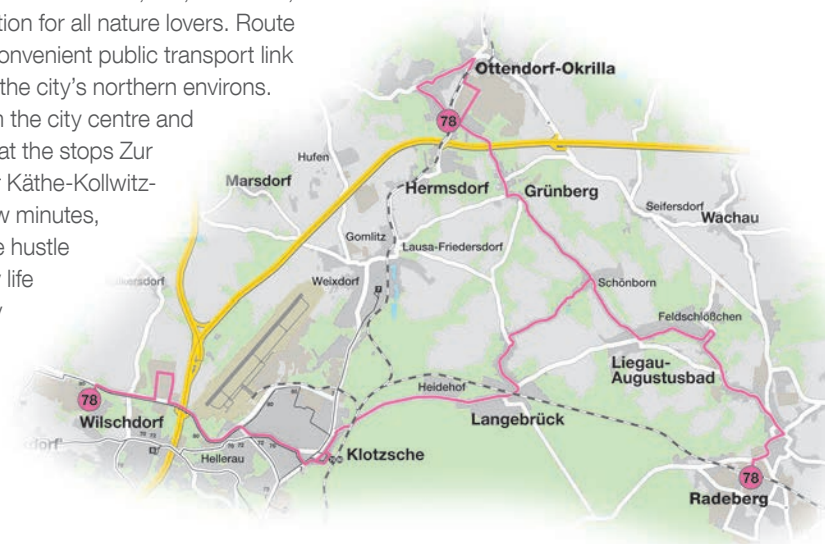 tion for all nature lovers. Route
onvenient public transport link
the city’s northern environs.
n the city centre and
at the stops Zur
Käthe-Kollwitz-
w minutes,
e hustle
life
Ottendorf-Okrilla
78
Hufen
Marsdorf
Hermsdorf
Grünberg
Seifersdorf
Wachau
Gomlitz
Lausa-Friedersdorf
Weixdorf
Schönborn
Feldschlößchen
Liegau-
Augustusbad
Heidehof
Langebrück
78
Wilschdorf
Klotzsche
Hellerau
78
Radeberg